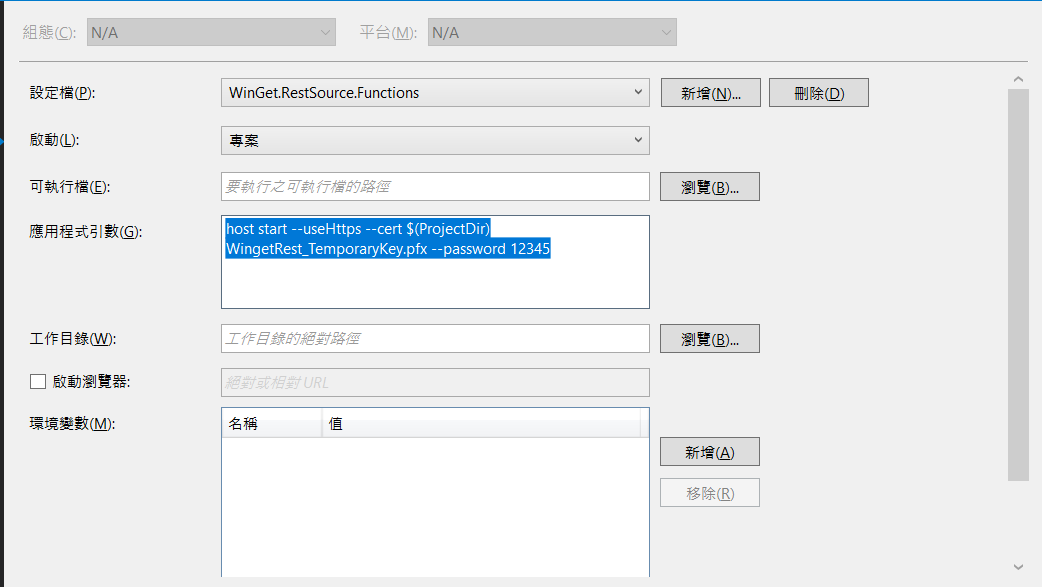 組態(C): N/A 平台(M): N/A
設定檔(P): WinGet.RestSource.Functions 新增(N)... 刪除(D)
啟動(L): 專案
可執行檔(E): 要執行之可執行檔的路徑 瀏覽(B)...
應用程式引數(G): host start --useHttps --cert $(ProjectDir)
WingetRest_TemporaryKey.pfx --password 12345
工作目錄(W): 工作目錄的絕對路徑 瀏覽(B)...
啟動瀏覽器: 絕對或相對 URL
環境變數(M): 名稱 值
新增(A)
移除(R)